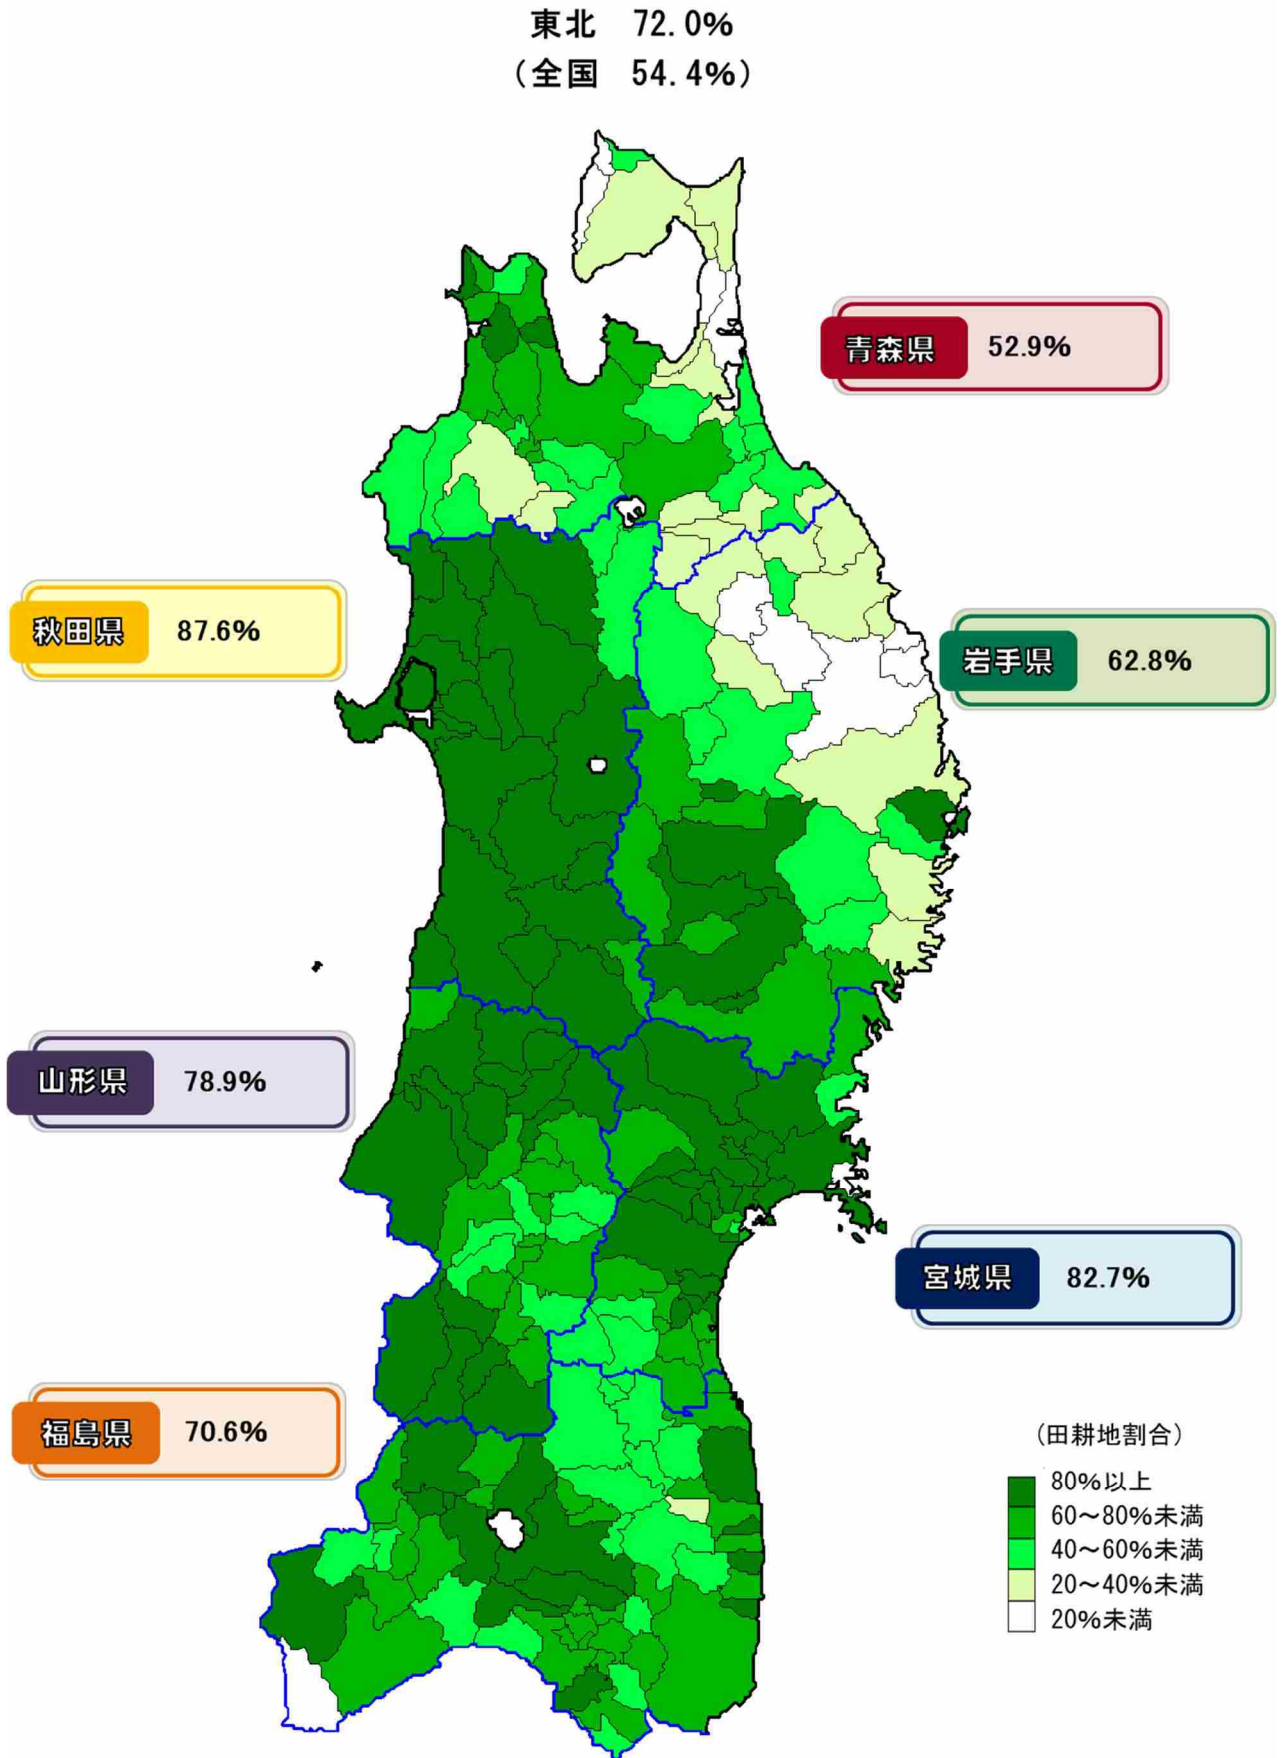 東北 72.0%
(全国 54.4%)
青森県 52.9%
秋田県 87.6%
岩手県 62.8%
山形県 78.9%
宮城県 82.7%
福島県 70.6%
(田耕地割合)
80%以上
60～80%未満
40～60%未満
20～40%未満
20%未満